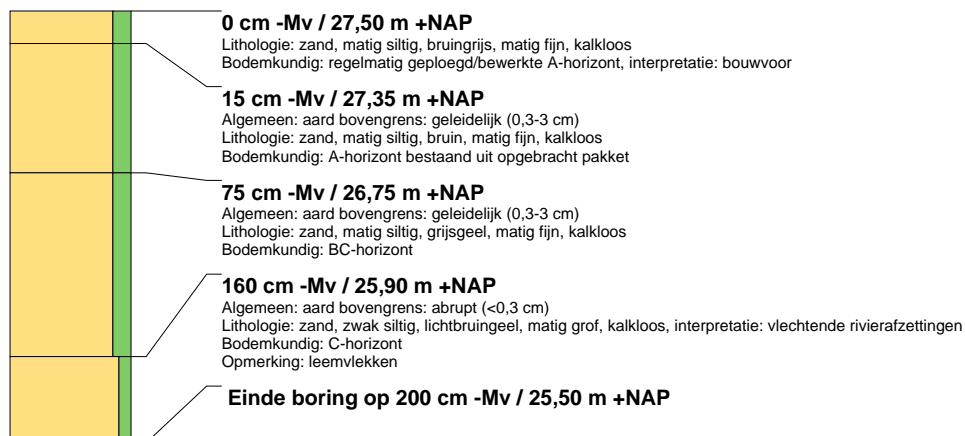 0 cm -Mv / 27,50 m +NAP
Lithologie: zand, matig siltig, bruingrijs, matig fijn, kalkloos
Bodemkundig: regelmatig geploegd/bewerkte A-horizont, interpretatie: bouwvoor
15 cm -Mv / 27,35 m +NAP
Algemeen: aard bovengrens: geleidelijk (0,3-3 cm)
Lithologie: zand, matig siltig, bruin, matig fijn, kalkloos
Bodemkundig: A-horizont bestaand uit opgebracht pakket
75 cm -Mv / 26,75 m +NAP
Algemeen: aard bovengrens: geleidelijk (0,3-3 cm)
Lithologie: zand, matig siltig, grijsgeel, matig fijn, kalkloos
Bodemkundig: BC-horizont
160 cm -Mv / 25,90 m +NAP
Algemeen: aard bovengrens: abrupt (<0,3 cm)
Lithologie: zand, zwak siltig, lichtbruingeel, matig grof, kalkloos, interpretatie: vlechtende rivierafzettingen
Bodemkundig: C-horizont
Opmerking: leemvlekken
Einde boring op 200 cm -Mv / 25,50 m +NAP